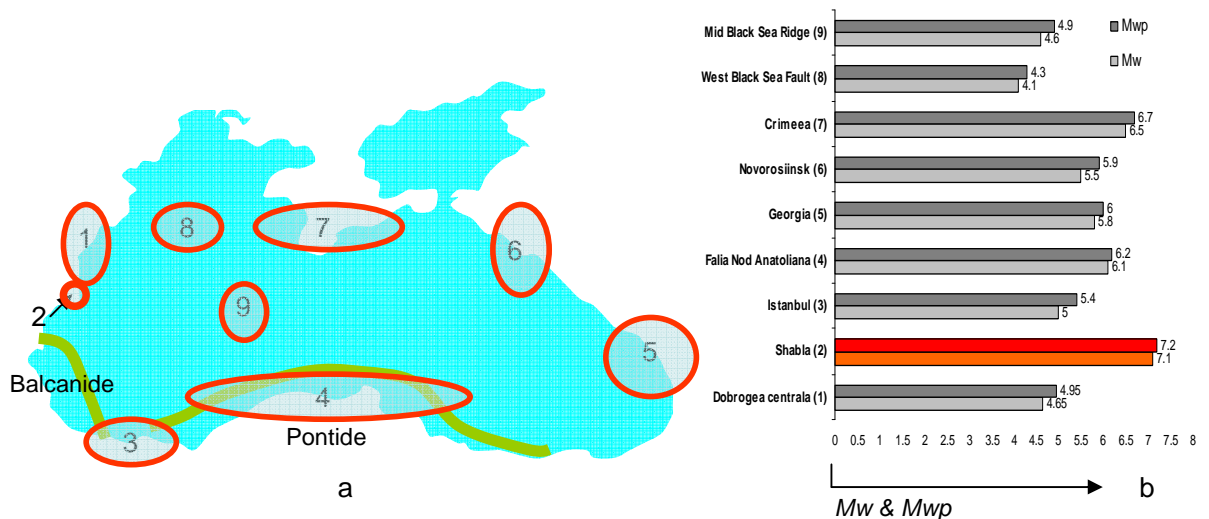 1
2
3
4
5
6
7
8
9
Balcanide
Pontide
a
Mid Black Sea Ridge (9)
4.9
4.6
West Black Sea Fault (8)
4.3
4.1
Crimeea (7)
6.7
6.5
Novorosiinsk (6)
5.9
5.5
Georgia (5)
6
5.8
Falia Nod Anatoliana (4)
6.2
6.1
Istanbul (3)
5.4
5
Shabla (2)
7.2
7.1
Dobrogea centrala (1)
4.95
4.65
Mwp
Mw
0 0.5 1 1.5 2 2.5 3 3.5 4 4.5 5 5.5 6 6.5 7 7.5 8
Mw & Mwp
b